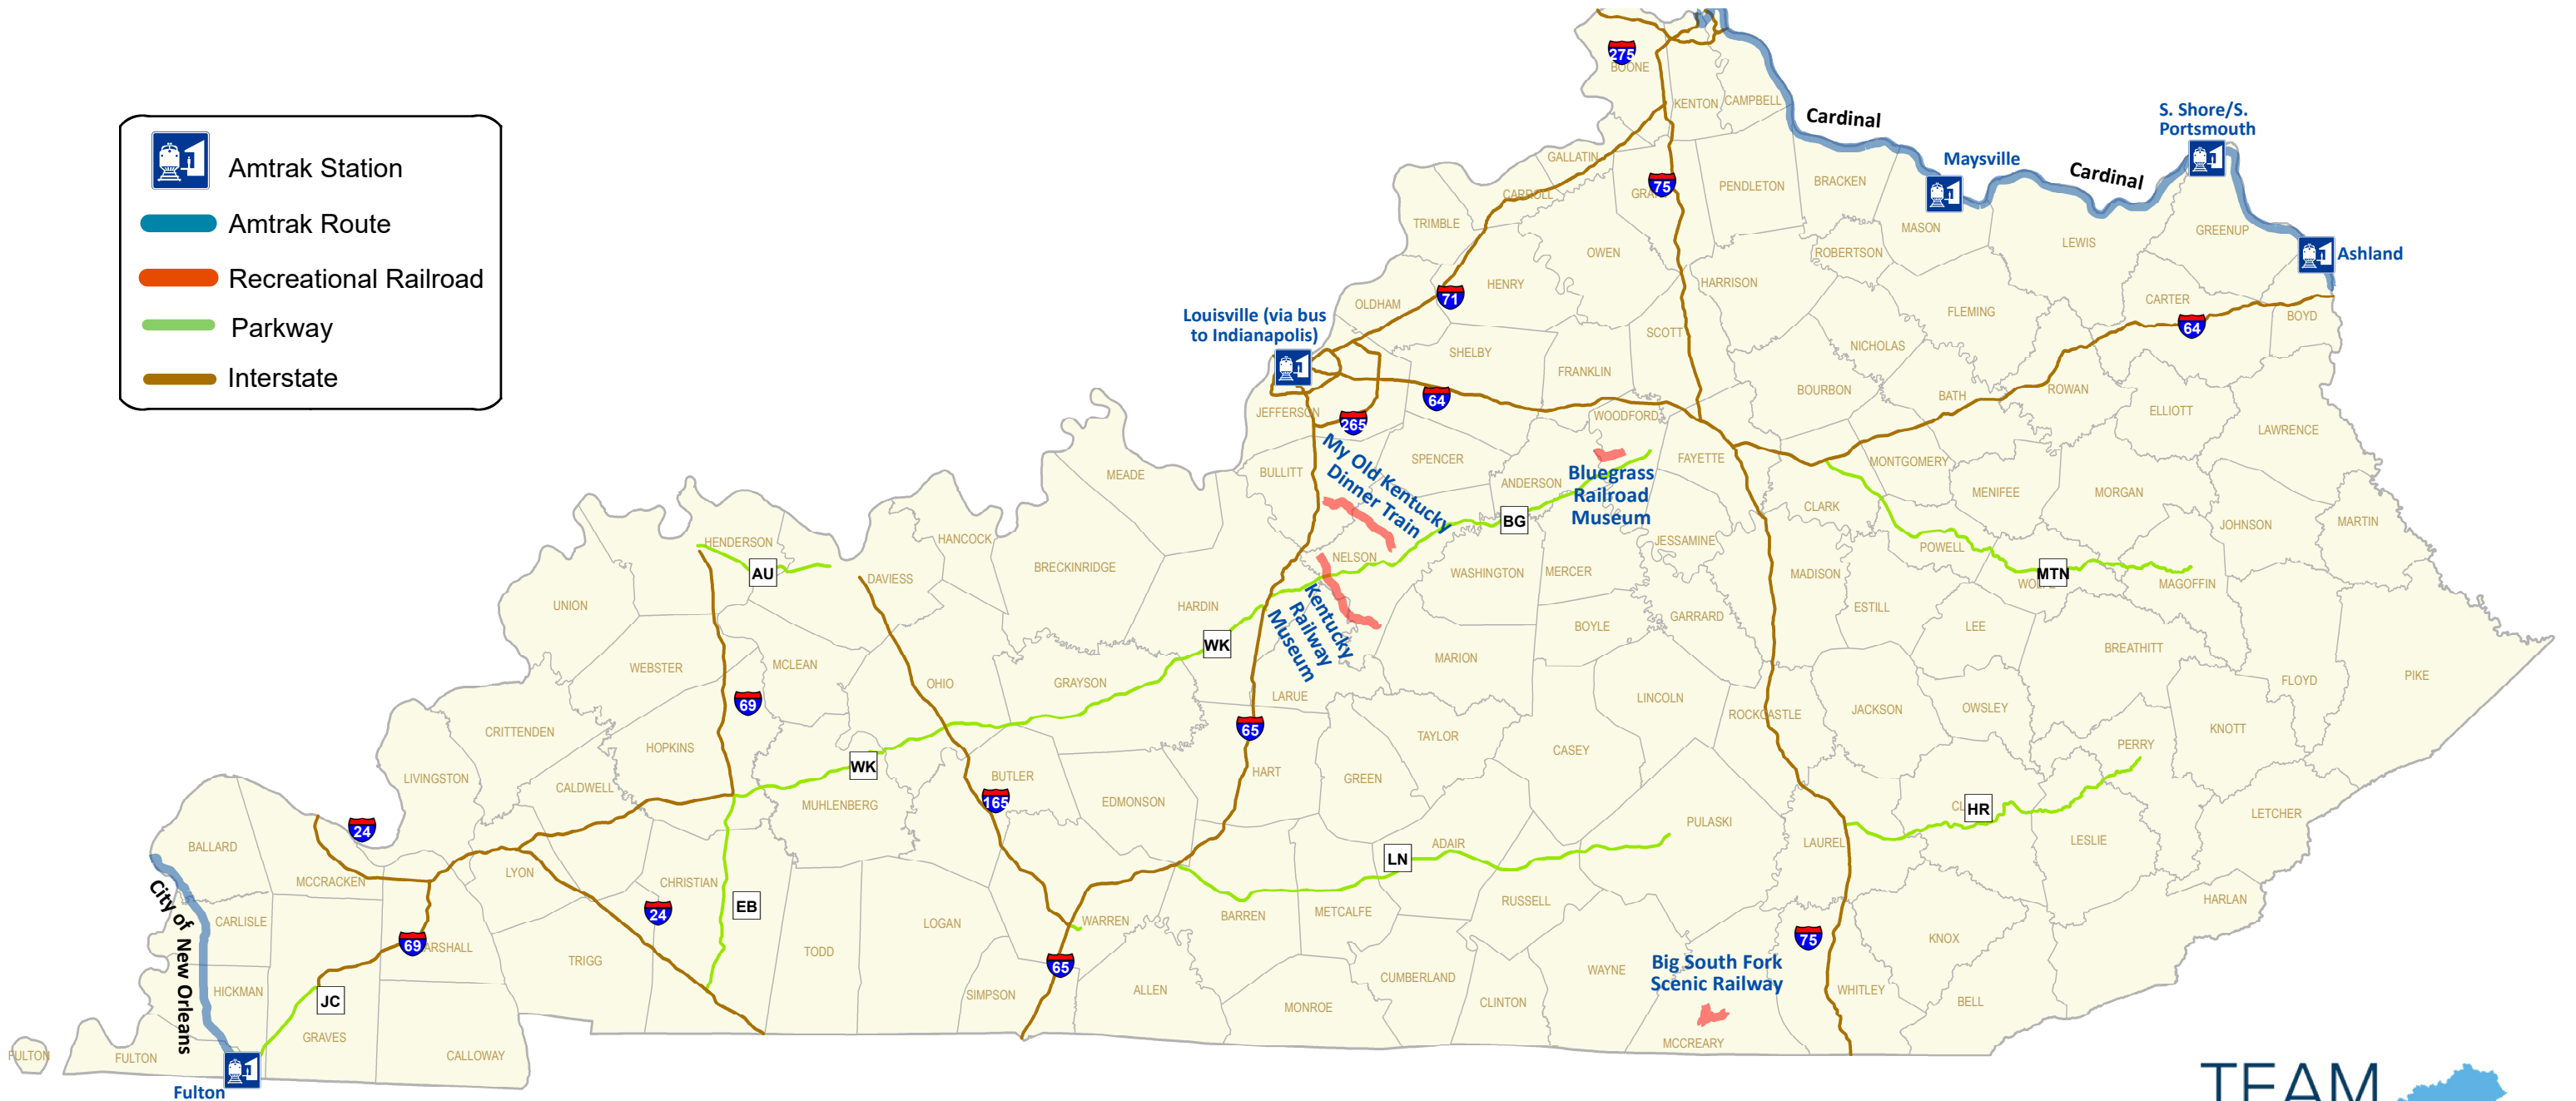 Amtrak Station
Amtrak Route
Recreational Railroad
Parkway
Interstate
275
BOONE
KENTON
CAMPBELL
Cardinal
S. Shore/S.
Portsmouth
Maysville
Cardinal
GALLATIN
CARROLL
75
PENDLETON
BRACKEN
TRIMBLE
OWEN
MASON
ROBERTSON
LEWIS
GREENUP
Ashland
HENRY
HARRISON
71
OLDHAM
FLEMING
CARTER
BOYD
64
Louisville (via bus
to Indianapolis)
SCOTT
SHELBY
NICHOLAS
FRANKLIN
BOURBON
BATH
ROWAN
ELLIOTT
64
JEFFERSON
265
WOODFORD
LAWRENCE
My Old Kentucky
Dinner Train
SPENCER
FAYETTE
MONTGOMERY
BULLITT
MEADE
ANDERSON
Bluegrass
Railroad
Museum
MENIFEE
MORGAN
CLARK
BG
JOHNSON
MARTIN
HENDERSON
HANCOCK
JESSAMINE
POWELL
NELSON
BRECKINRIDGE
AU
DAVIESS
WASHINGTON
MERCER
MADISON
MTN
MAGOFFIN
UNION
HARDIN
ESTILL
GARRARD
Kentucky
Railway
Museum
BOYLE
LEE
WK
BREATHITT
WEBSTER
MCLEAN
MARION
OHIO
GRAYSON
FLOYD
PIKE
LARUE
LINCOLN
69
ROCKCASTLE
JACKSON
OWSLEY
65
CRITTENDEN
KNOTT
TAYLOR
HOPKINS
CASEY
PERRY
WK
LIVINGSTON
CALDWELL
BUTLER
HART
GREEN
MUHLENBERG
165
EDMONSON
HR
LETCHER
24
PULASKI
BALLARD
ADAIR
LAUREL
LESLIE
LN
LYON
MCCRACKEN
CHRISTIAN
EB
24
RUSSELL
HARLAN
CARLISLE
City of New Orleans
LOGAN
WARREN
BARREN
METCALFE
69
ARSHALL
TODD
75
KNOX
TRIGG
65
Big South Fork
Scenic Railway
WAYNE
CUMBERLAND
HICKMAN
SIMPSON
ALLEN
WHITLEY
JC
MONROE
CLINTON
BELL
GRAVES
MCCREARY
FULTON
FULTON
CALLOWAY
Fulton
TEAM